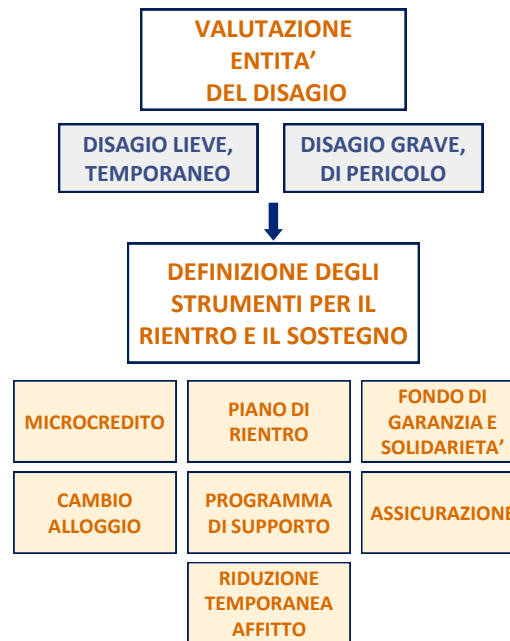 VALUTAZIONE
ENTITA’
DEL DISAGIO
DISAGIO LIEVE,
TEMPORANEO
DISAGIO GRAVE,
DI PERICOLO
DEFINIZIONE DEGLI
STRUMENTI PER IL
RIENTRO E IL SOSTEGNO
MICROCREDITO
PIANO DI
RIENTRO
FONDO DI
GARANZIA E
SOLIDARIETA’
CAMBIO
ALLOGGIO
PROGRAMMA
DI SUPPORTO
ASSICURAZIONE
RIDUZIONE
TEMPORANEA
AFFITTO